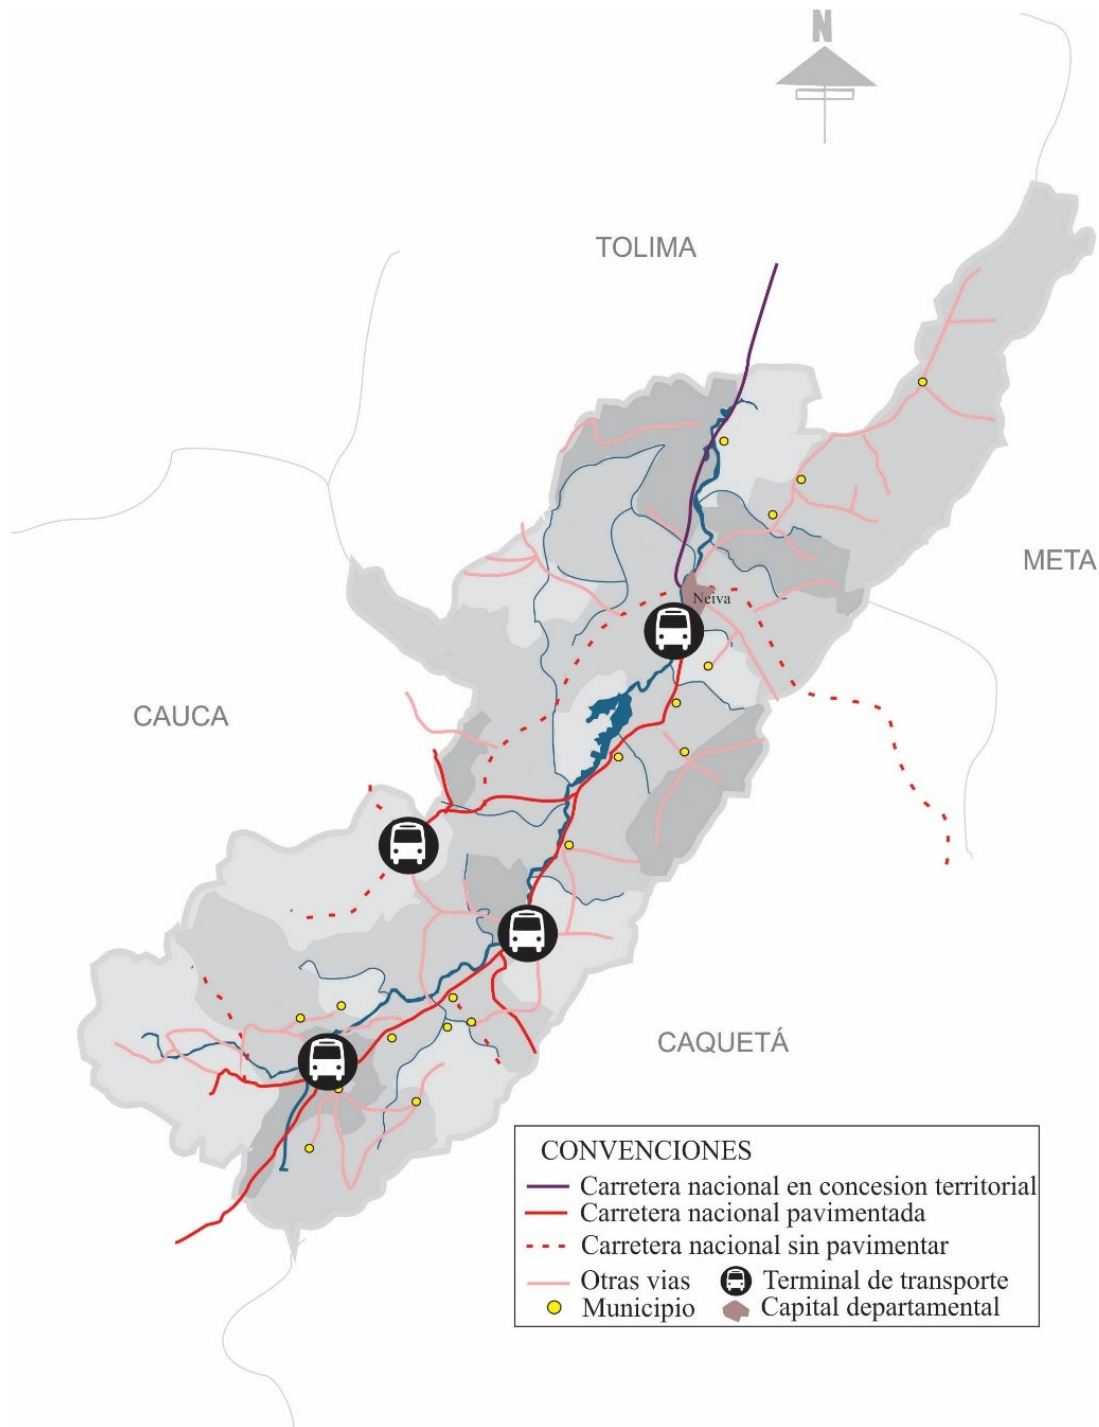 N
TOLIMA
META
Neiva
CAUCA
CAQUETÁ
CONVENCIONES
Carretera nacional en concesion territorial
Carretera nacional pavimentada
Carretera nacional sin pavimentar
Otras vias Terminal de transporte
Municipio Capital departamental